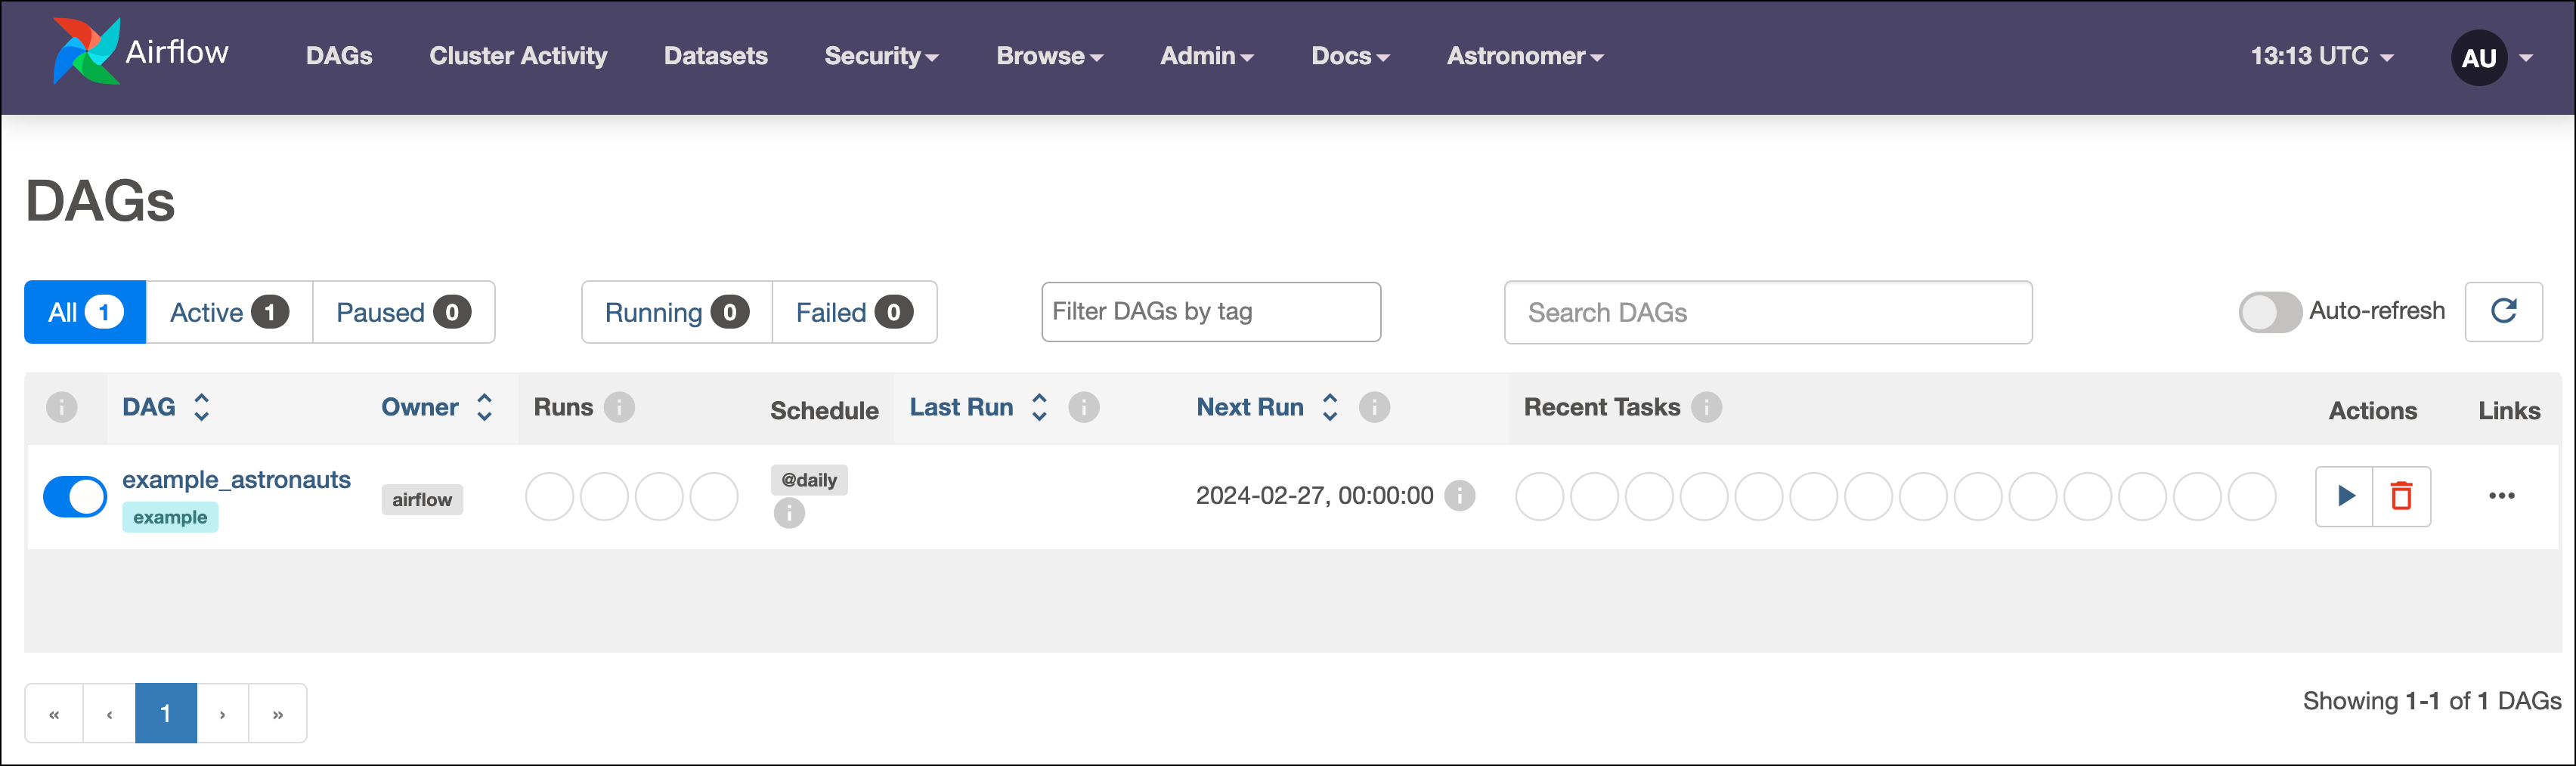 Airflow DAGs Cluster Activity Datasets Security Browse Admin Docs Astronomer 13:13 UTC AU
DAGs
All 1 Active 1 Paused 0 Running 0 Failed 0 Filter DAGs by tag Search DAGs Auto-refresh
i DAG Owner Runs i Schedule Last Run i Next Run i Recent Tasks i Actions Links
example_astronauts airflow @daily 2024-02-27, 00:00:00 i
example i
« ‹ 1 › » Showing 1-1 of 1 DAGs